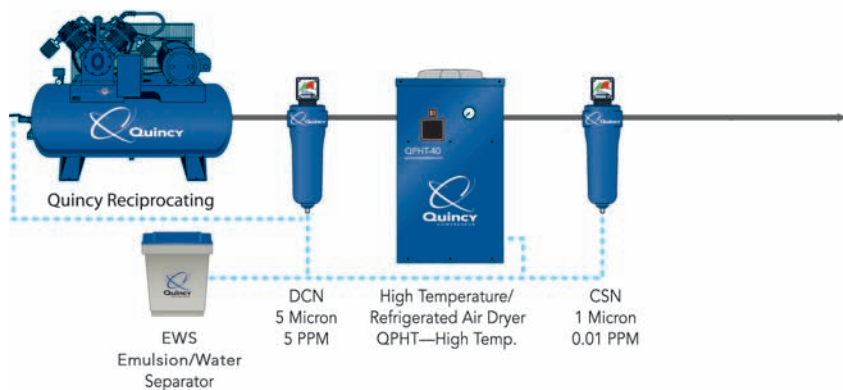 Quincy
Quincy Reciprocating
QPHT-40
Quincy
COMPRESSOR
Quincy
EWS
Emulsion/Water
Separator
DCN
5 Micron
5 PPM
High Temperature/
Refrigerated Air Dryer
QPHT—High Temp.
CSN
1 Micron
0.01 PPM